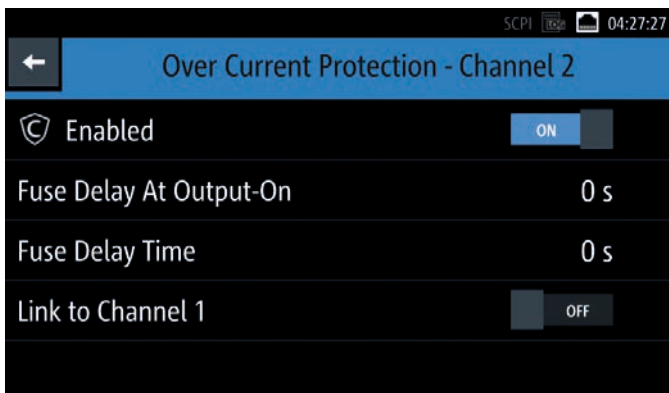 SCPI LOG 04:27:27
Over Current Protection - Channel 2
C Enabled ON
Fuse Delay At Output-On 0 s
Fuse Delay Time 0 s
Link to Channel 1 OFF